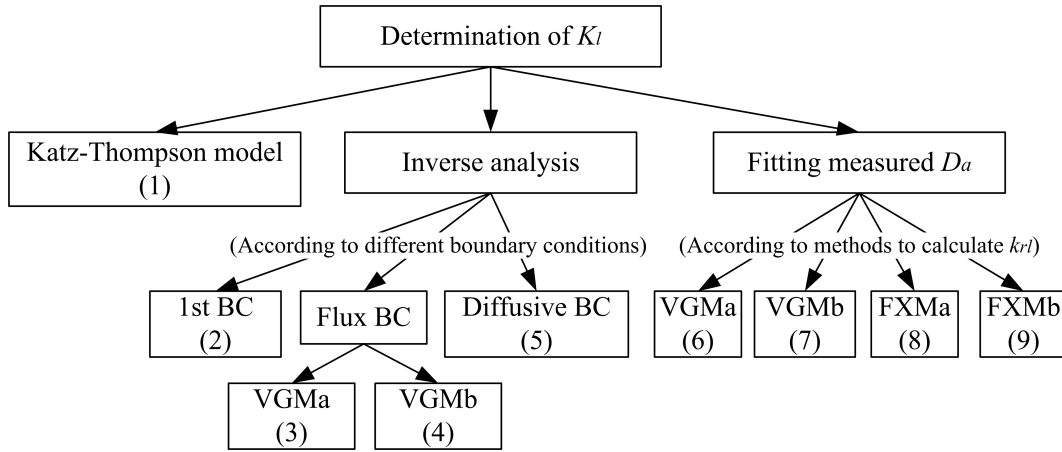 Determination of Kl
Katz-Thompson model
(1)
Inverse analysis
Fitting measured Da
(According to different boundary conditions)
(According to methods to calculate krl)
1st BC
(2)
Flux BC
Diffusive BC
(5)
VGMa
(6)
VGMb
(7)
FXMa
(8)
FXMb
(9)
VGMa
(3)
VGMb
(4)